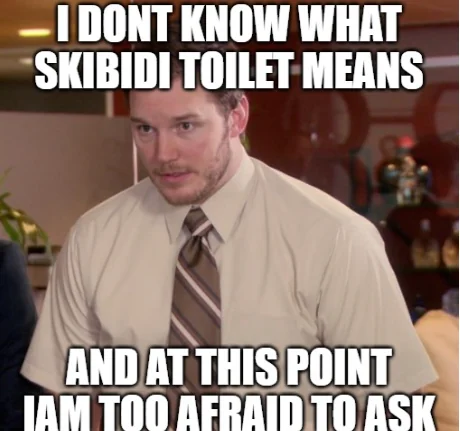 I DONT KNOW WHAT
SKIBIDI TOILET MEANS
AND AT THIS POINT
IAM TOO AFRAID TO ASK